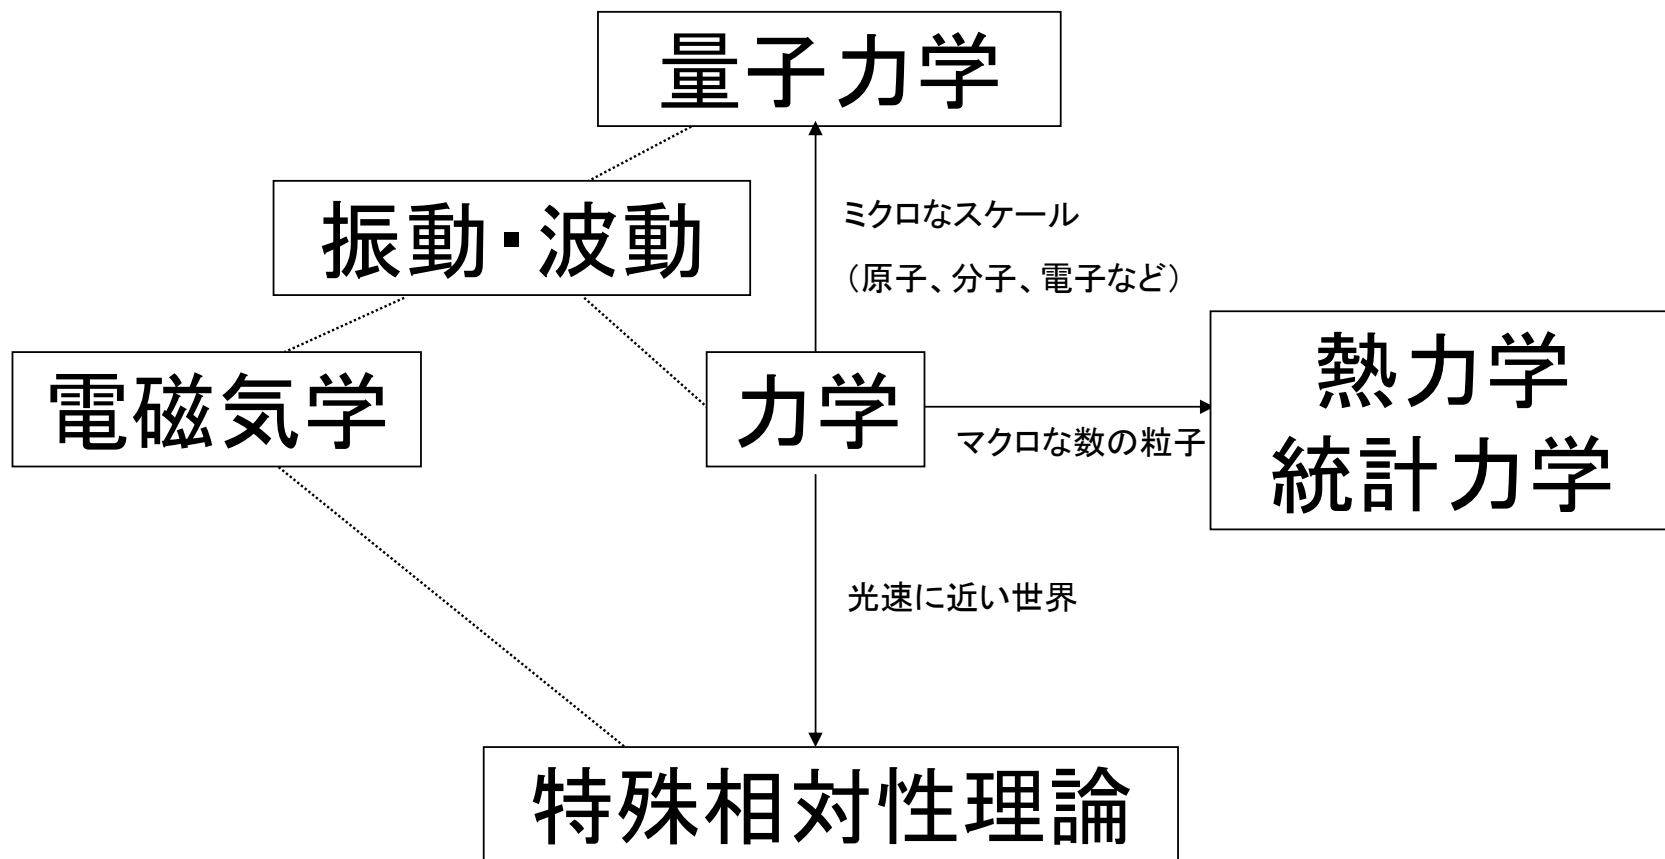 量子力学
振動・波動
ミクロなスケール
（原子、分子、電子など）
電磁気学
力学
マクロな数の粒子
熱力学
統計力学
光速に近い世界
特殊相対性理論